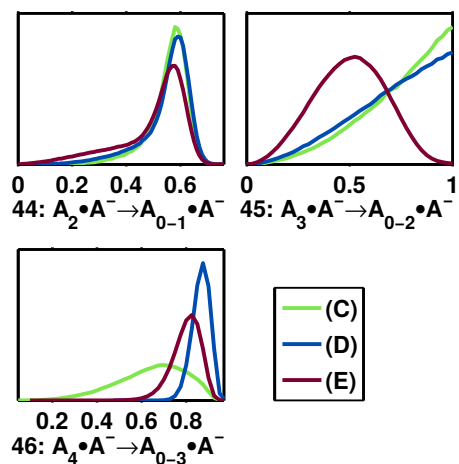 0 0.2 0.4 0.6
44: A₂•A⁻→A₀₋₁•A⁻
0 0.5 1
45: A₃•A⁻→A₀₋₂•A⁻
0.2 0.4 0.6 0.8
46: A₄•A⁻→A₀₋₃•A⁻
(C)
(D)
(E)